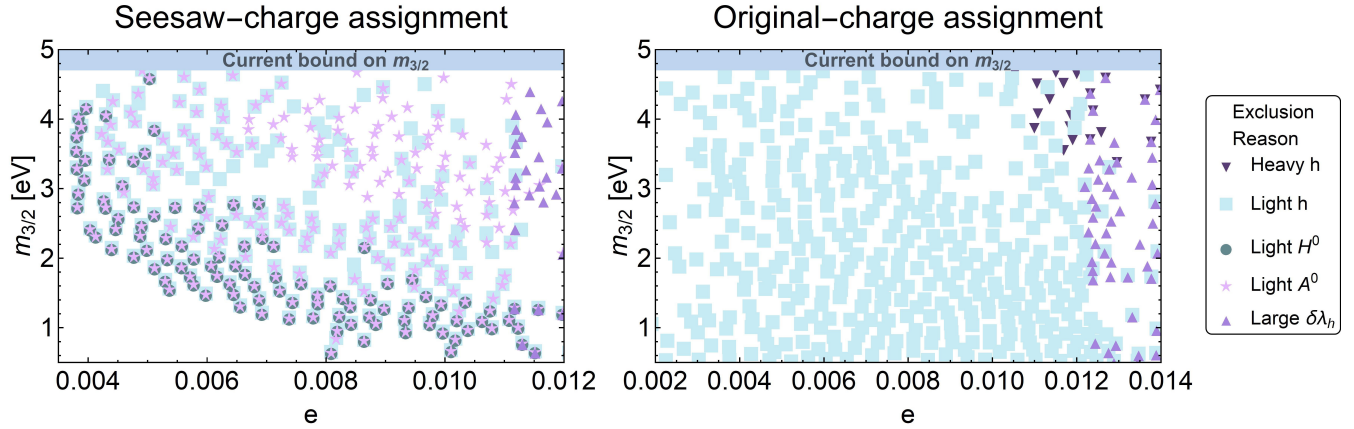 Seesaw−charge assignment
Current bound on m3/2
5
4
3
2
1
m3/2 [eV]
0.004 0.006 0.008 0.010 0.012
e
Original−charge assignment
Current bound on m3/2_
5
4
3
2
1
m3/2 [eV]
0.002 0.004 0.006 0.008 0.010 0.012 0.014
e
Exclusion
Reason
Heavy h
Light h
Light H0
Light A0
Large δλh